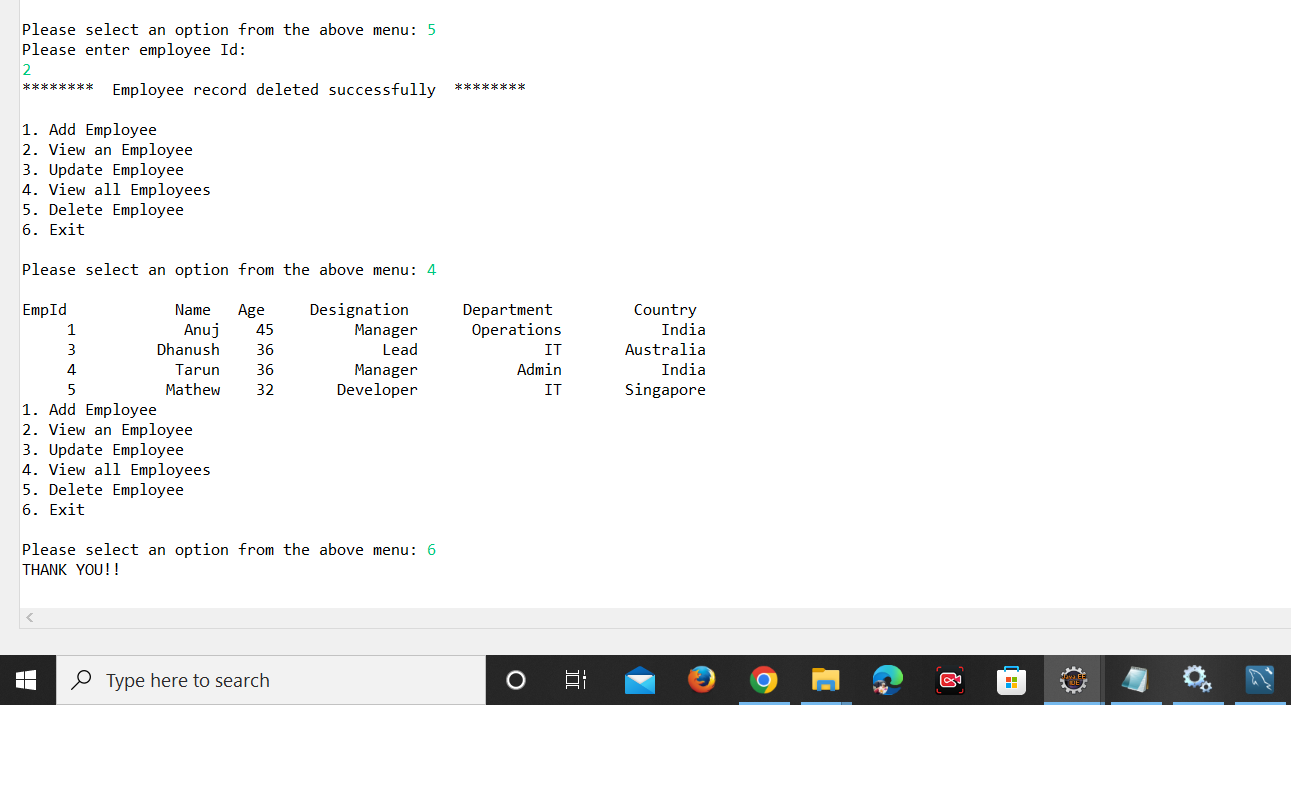 Please select an option from the above menu: 5
Please enter employee Id:
2
******** Employee record deleted successfully ********
1. Add Employee
2. View an Employee
3. Update Employee
4. View all Employees
5. Delete Employee
6. Exit
Please select an option from the above menu: 4
EmpId Name Age Designation Department Country
1 Anuj 45 Manager Operations India
3 Dhanush 36 Lead IT Australia
4 Tarun 36 Manager Admin India
5 Mathew 32 Developer IT Singapore
1. Add Employee
2. View an Employee
3. Update Employee
4. View all Employees
5. Delete Employee
6. Exit
Please select an option from the above menu: 6
THANK YOU!!
Type here to search